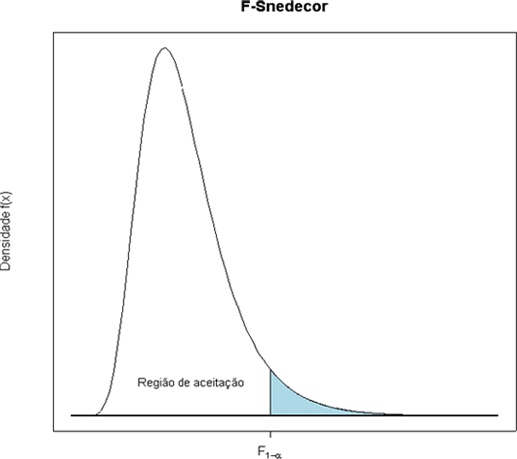 F-Snedecor
Densidade f(x)
Região de aceitação
F1−α